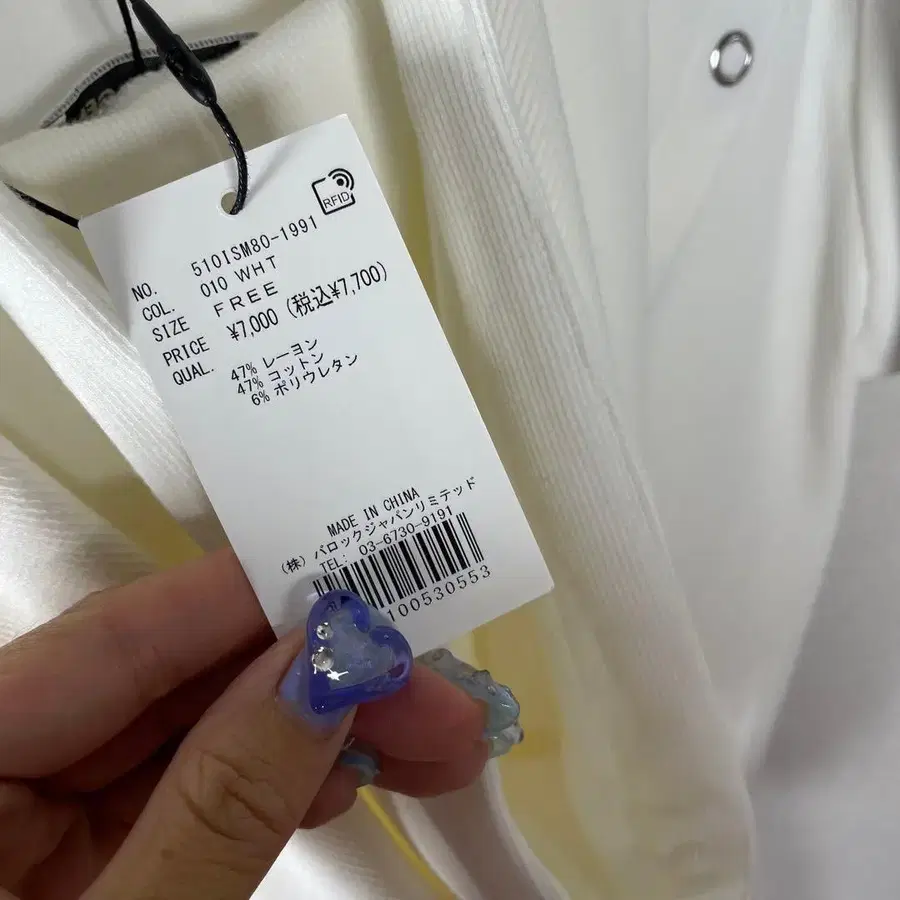 RFID
NO. 510ISM80-1991
COL. 010 WHT
SIZE FREE
PRICE ¥7,000 (税込¥7,700)
QUAL. 47% レーヨン
47% コットン
6% ポリウレタン
MADE IN CHINA
(株) バロックジャパンリミテッド
TEL: 03-6730-9191
100530553